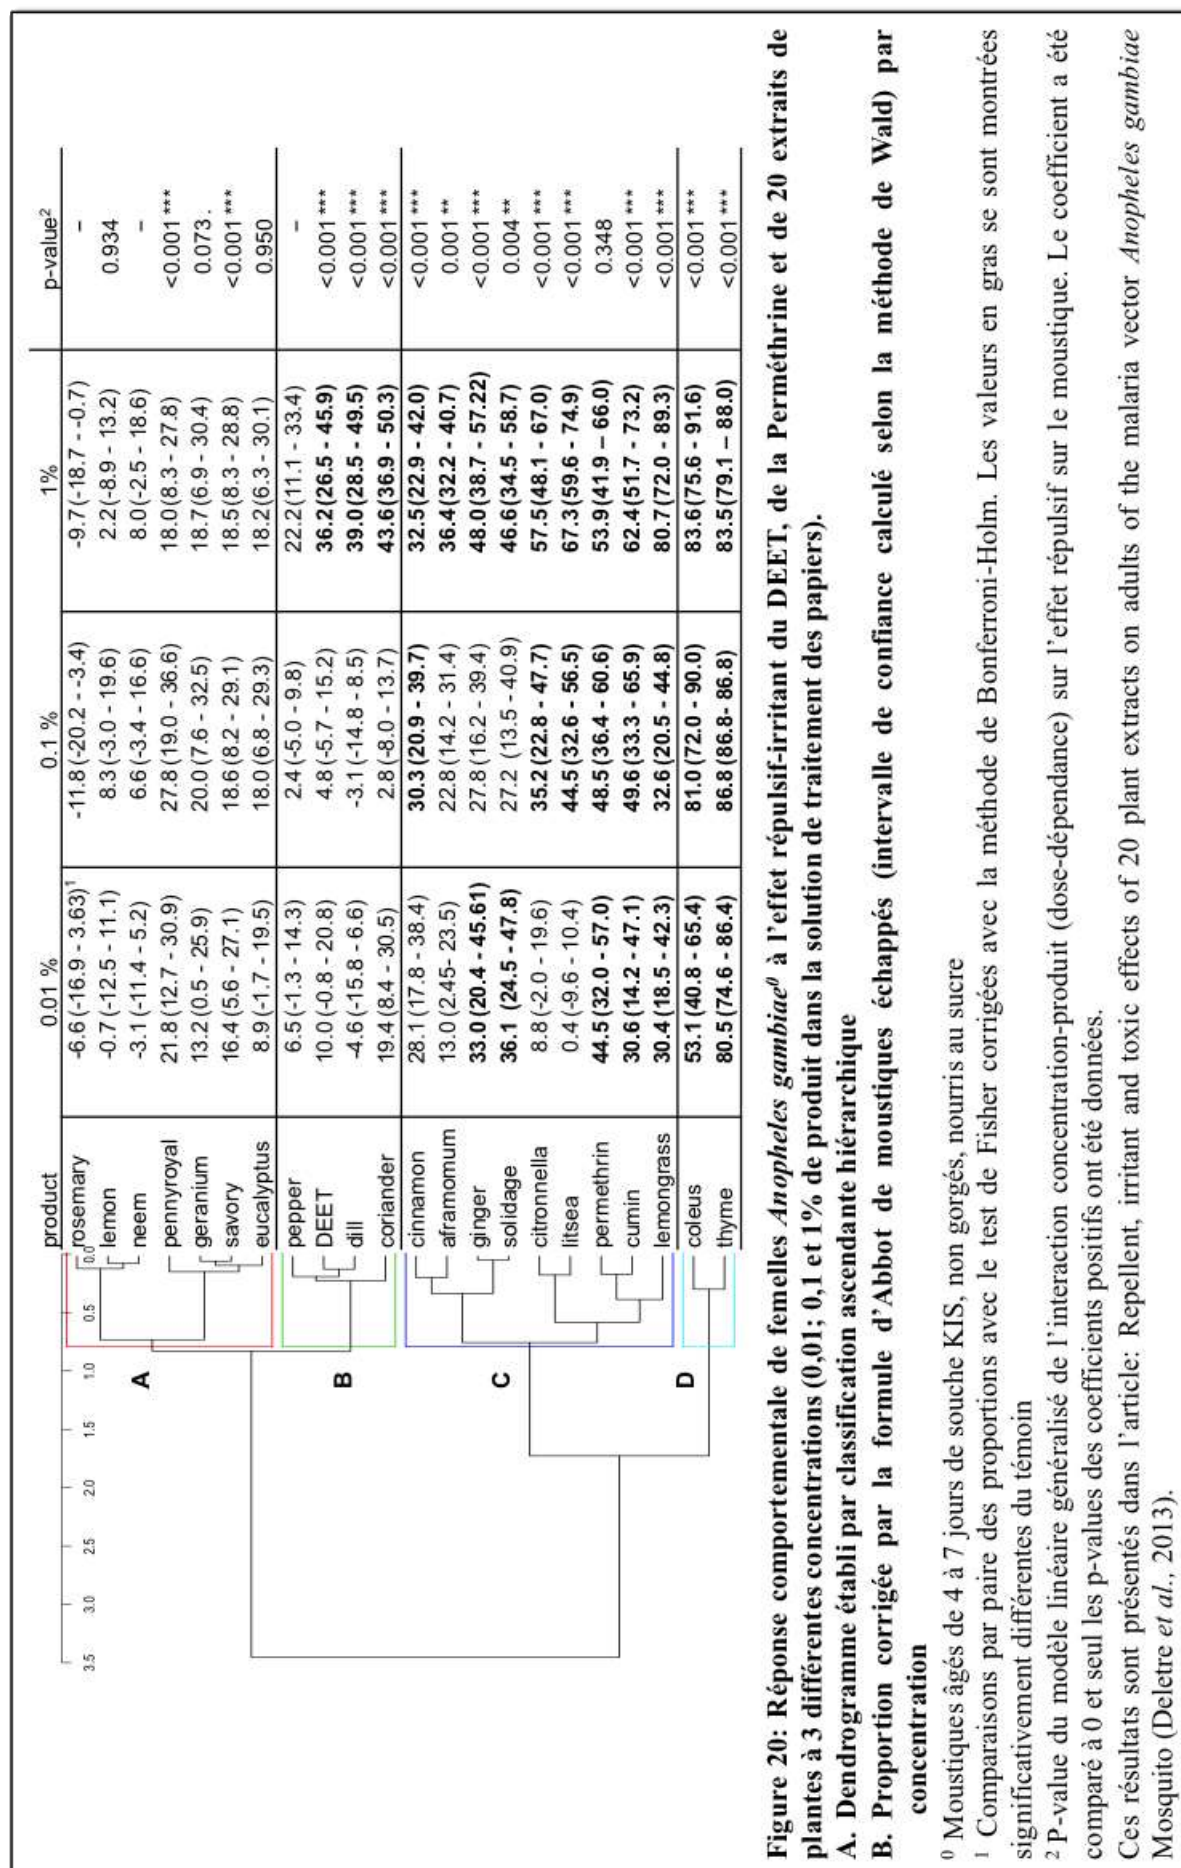 product 0.01 % 0.1 % 1% p-value²
3.5 3.0 2.5 2.0 1.5 1.0 0.5 0.0
A
rosemary -6.6 (-16.9 - 3.63)¹ -11.8 (-20.2 - -3.4) -9.7 (-18.7 - -0.7) –
lemon -0.7 (-12.5 - 11.1) 8.3 (-3.0 - 19.6) 2.2 (-8.9 - 13.2) 0.934
neem -3.1 (-11.4 - 5.2) 6.6 (-3.4 - 16.6) 8.0 (-2.5 - 18.6) –
pennyroyal 21.8 (12.7 - 30.9) 27.8 (19.0 - 36.6) 18.0 (8.3 - 27.8) <0.001 ***
geranium 13.2 (0.5 - 25.9) 20.0 (7.6 - 32.5) 18.7 (6.9 - 30.4) 0.073 .
savory 16.4 (5.6 - 27.1) 18.6 (8.2 - 29.1) 18.5 (8.3 - 28.8) <0.001 ***
eucalyptus 8.9 (-1.7 - 19.5) 18.0 (6.8 - 29.3) 18.2 (6.3 - 30.1) 0.950
B
pepper 6.5 (-1.3 - 14.3) 2.4 (-5.0 - 9.8) 22.2 (11.1 - 33.4) –
DEET 10.0 (-0.8 - 20.8) 4.8 (-5.7 - 15.2) 36.2 (26.5 - 45.9) <0.001 ***
dill -4.6 (-15.8 - 6.6) -3.1 (-14.8 - 8.5) 39.0 (28.5 - 49.5) <0.001 ***
coriander 19.4 (8.4 - 30.5) 2.8 (-8.0 - 13.7) 43.6 (36.9 - 50.3) <0.001 ***
C
cinnamon 28.1 (17.8 - 38.4) 30.3 (20.9 - 39.7) 32.5 (22.9 - 42.0) <0.001 ***
aframomum 13.0 (2.45- 23.5) 22.8 (14.2 - 31.4) 36.4 (32.2 - 40.7) 0.001 **
ginger 33.0 (20.4 - 45.61) 27.8 (16.2 - 39.4) 48.0 (38.7 - 57.22) <0.001 ***
solidage 36.1 (24.5 - 47.8) 27.2 (13.5 - 40.9) 46.6 (34.5 - 58.7) 0.004 **
citronnella 8.8 (-2.0 - 19.6) 35.2 (22.8 - 47.7) 57.5 (48.1 - 67.0) <0.001 ***
litsea 0.4 (-9.6 - 10.4) 44.5 (32.6 - 56.5) 67.3 (59.6 - 74.9) <0.001 ***
permethrin 44.5 (32.0 - 57.0) 48.5 (36.4 - 60.6) 53.9 (41.9 – 66.0) 0.348
cumin 30.6 (14.2 - 47.1) 49.6 (33.3 - 65.9) 62.4 (51.7 - 73.2) <0.001 ***
lemongrass 30.4 (18.5 - 42.3) 32.6 (20.5 - 44.8) 80.7 (72.0 - 89.3) <0.001 ***
D
coleus 53.1 (40.8 - 65.4) 81.0 (72.0 - 90.0) 83.6 (75.6 - 91.6) <0.001 ***
thyme 80.5 (74.6 - 86.4) 86.8 (86.8- 86.8) 83.5 (79.1 – 88.0) <0.001 ***
Figure 20: Réponse comportementale de femelles Anopheles gambiae⁰ à l'effet répulsif-irritant du DEET, de la Perméthrine et de 20 extraits de
plantes à 3 différentes concentrations (0,01; 0,1 et 1% de produit dans la solution de traitement des papiers).
A. Dendrogramme établi par classification ascendante hiérarchique
B. Proportion corrigée par la formule d'Abbot de moustiques échappés (intervalle de confiance calculé selon la méthode de Wald) par
concentration
⁰ Moustiques âgés de 4 à 7 jours de souche KIS, non gorgés, nourris au sucre
¹ Comparaisons par paire des proportions avec le test de Fisher corrigées avec la méthode de Bonferroni-Holm. Les valeurs en gras se sont montrées
significativement différentes du témoin
² P-value du modèle linéaire généralisé de l'interaction concentration-produit (dose-dépendance) sur l'effet répulsif sur le moustique. Le coefficient a été
comparé à 0 et seul les p-values des coefficients positifs ont été données.
Ces résultats sont présentés dans l'article: Repellent, irritant and toxic effects of 20 plant extracts on adults of the malaria vector Anopheles gambiae
Mosquito (Deletre et al., 2013).